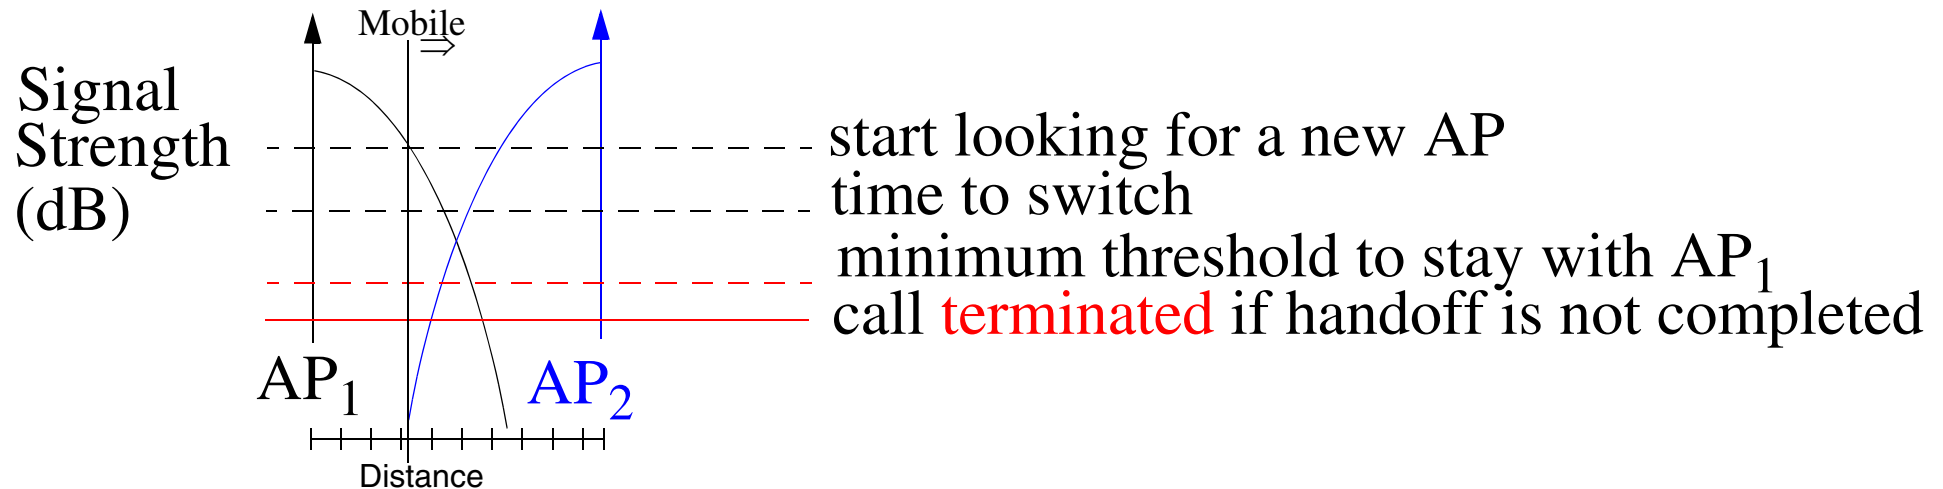 Mobile
⇒
Signal
Strength
(dB)
start looking for a new AP
time to switch
minimum threshold to stay with AP1
call terminated if handoff is not completed
AP1
AP2
Distance